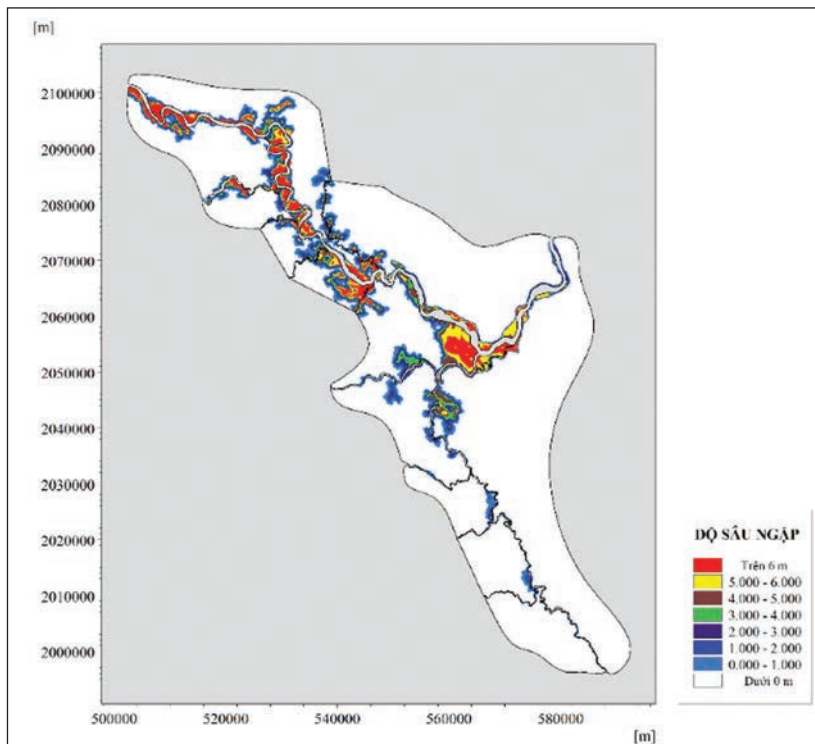 [m]
2100000
2090000
2080000
2070000
2060000
2050000
2040000
2030000
2020000
2010000
2000000
500000 520000 540000 560000 580000
[m]
ĐỘ SÂU NGẬP
Trên 6 m
5.000 - 6.000
4.000 - 5.000
3.000 - 4.000
2.000 - 3.000
1.000 - 2.000
0.000 - 1.000
Dưới 0 m